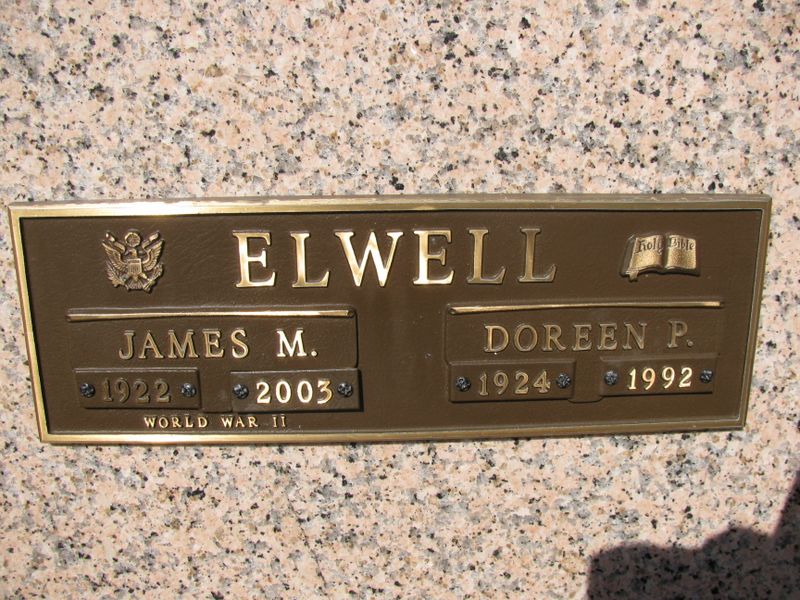 ELWELL
Holy Bible
JAMES M.
DOREEN P.
1922 2003
1924 1992
WORLD WAR II